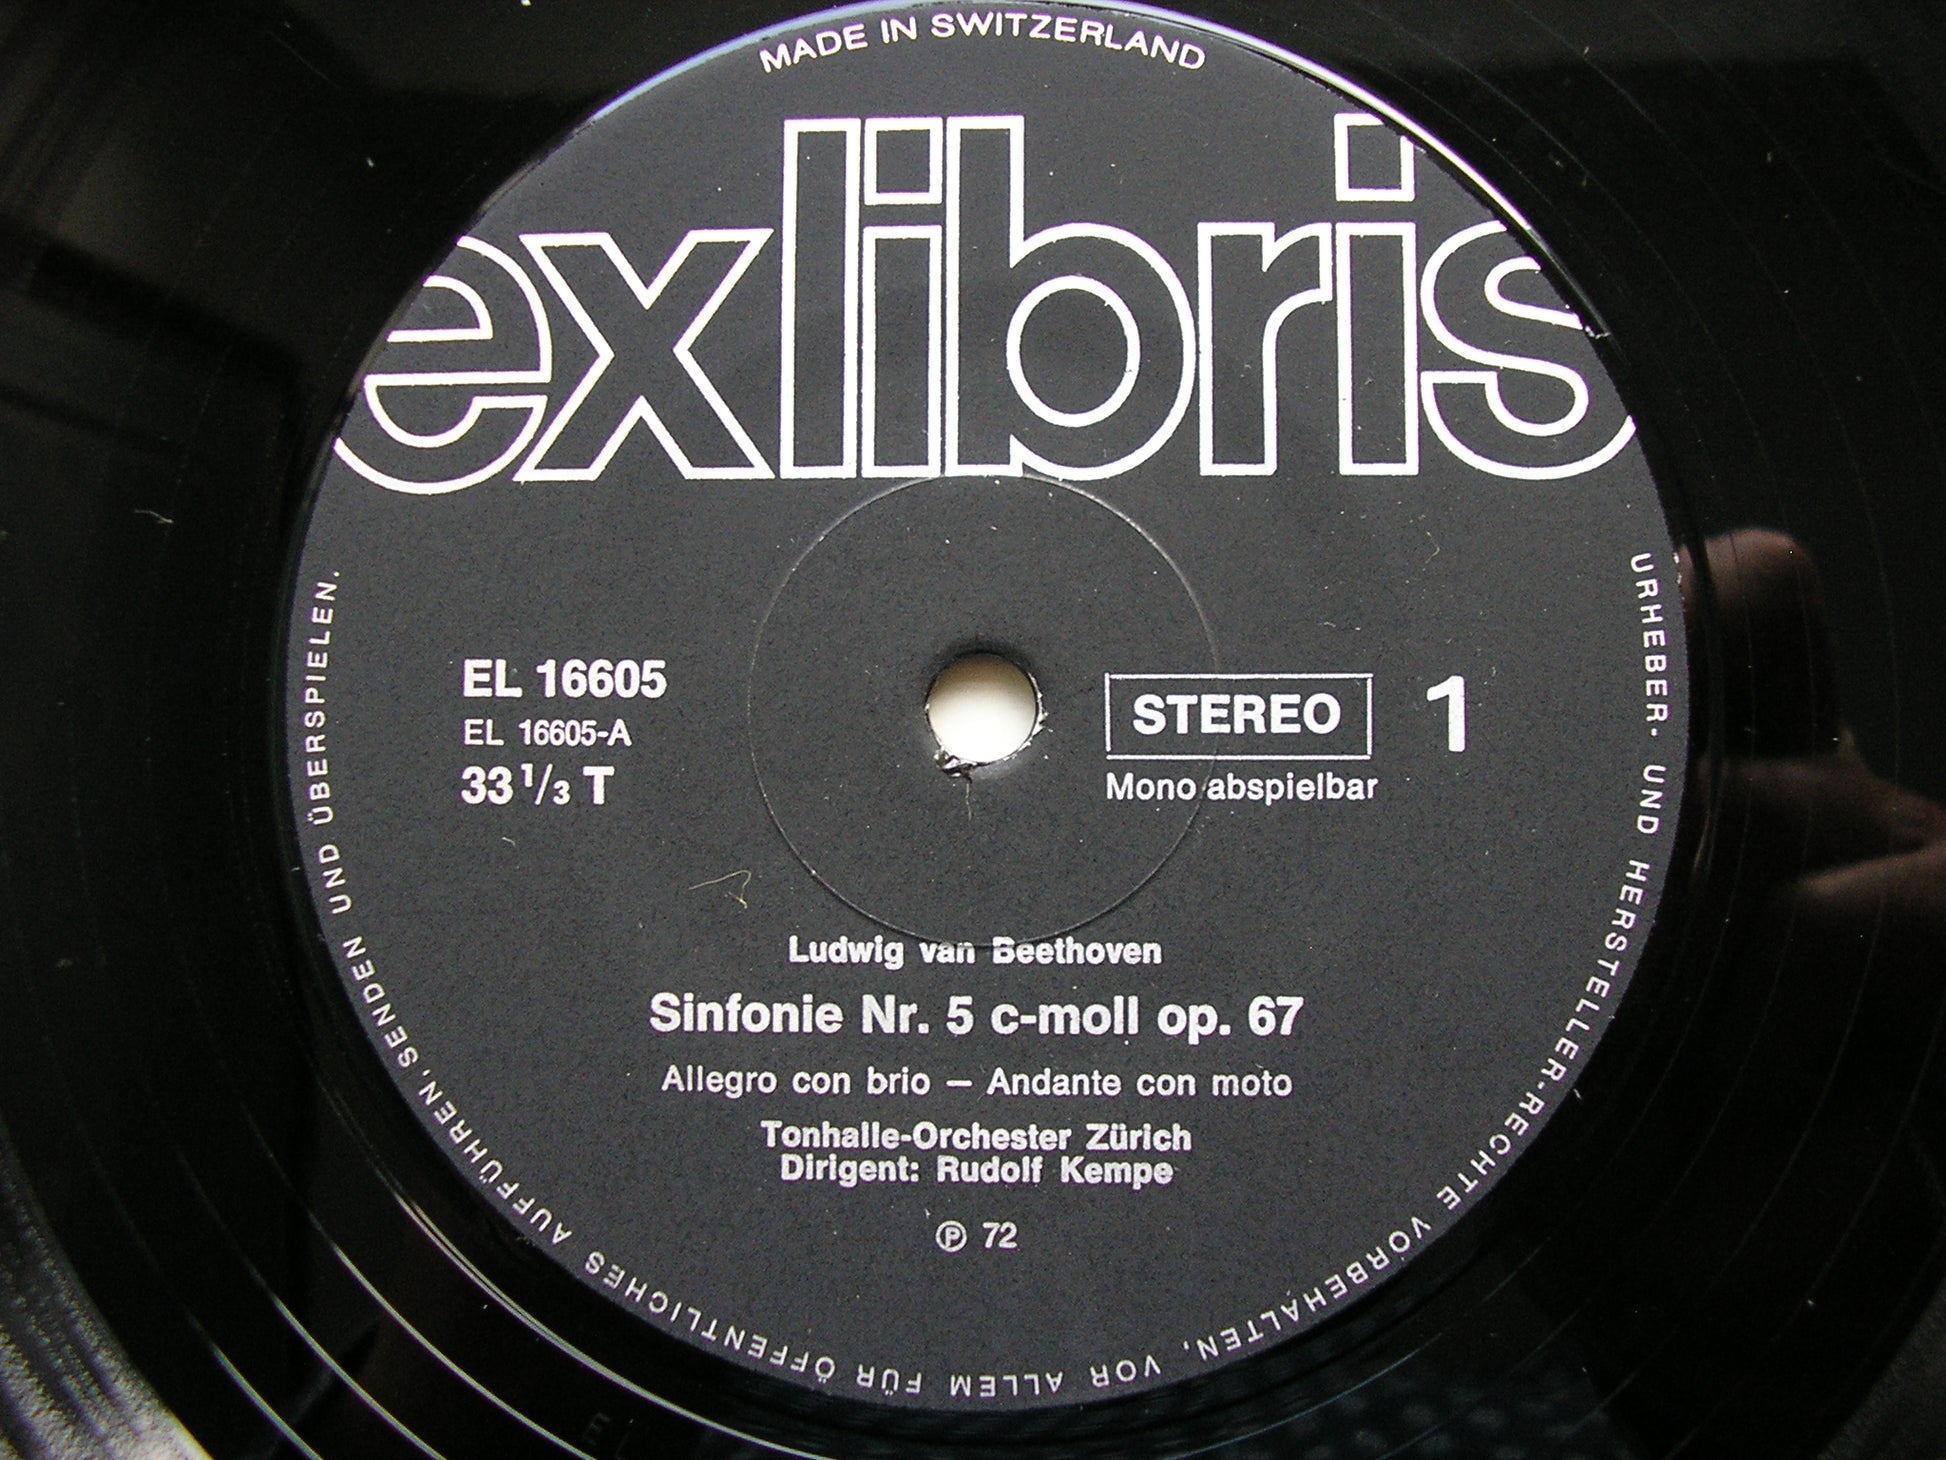 MADE IN SWITZERLAND
exlibris
EL 16605
EL 16605-A
33 1/3 T
STEREO
1
Mono abspielbar
Ludwig van Beethoven
Sinfonie Nr. 5 c-moll op. 67
Allegro con brio – Andante con moto
Tonhalle-Orchester Zürich
Dirigent: Rudolf Kempe
℗ 72
URHEBER- UND HERSTELLER-RECHTE VORBEHALTEN, VOR ALLEM FÜR ÖFFENTLICHES AUFFÜHREN, SENDEN UND ÜBERSPIELEN.